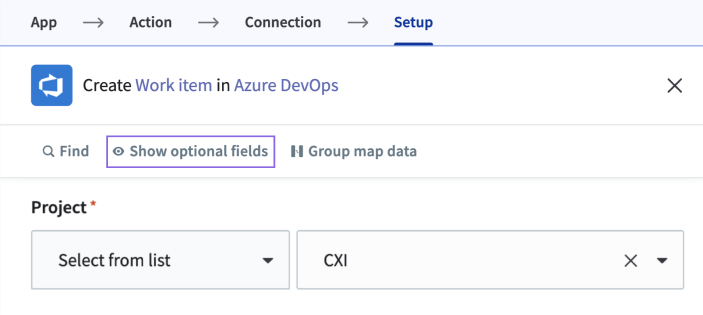 App → Action → Connection → Setup
Create Work item in Azure DevOps
Find Show optional fields Group map data
Project *
Select from list CXI